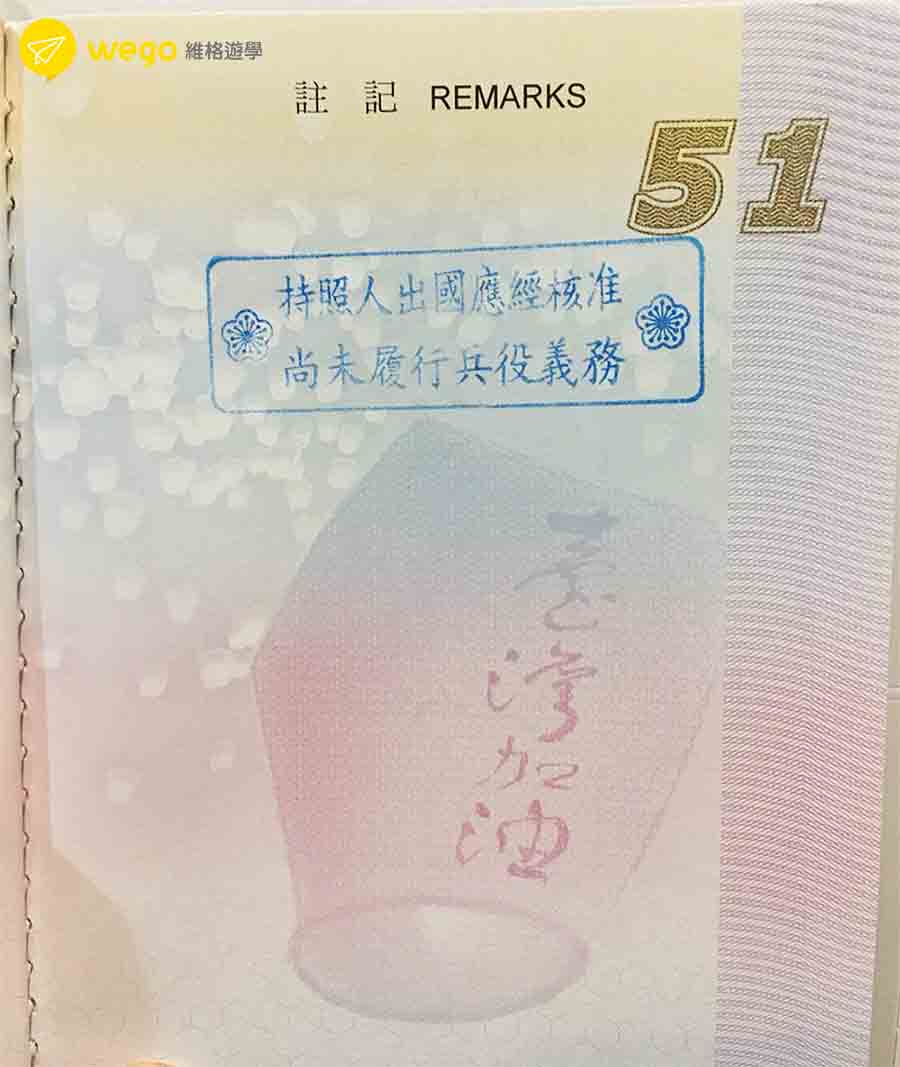 wego 維格遊學
註 記 REMARKS
51
持照人出國應經核准
尚未履行兵役義務
臺灣加油